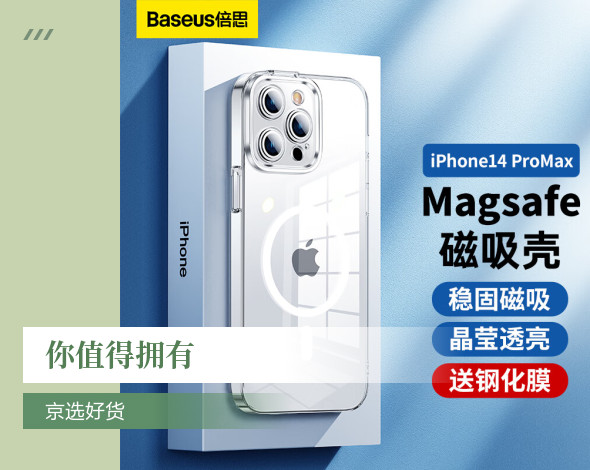 Baseus倍思
iPhone14 ProMax
Magsafe
磁吸壳
稳固磁吸
晶莹透亮
送钢化膜
iPhone
你值得拥有
京选好货